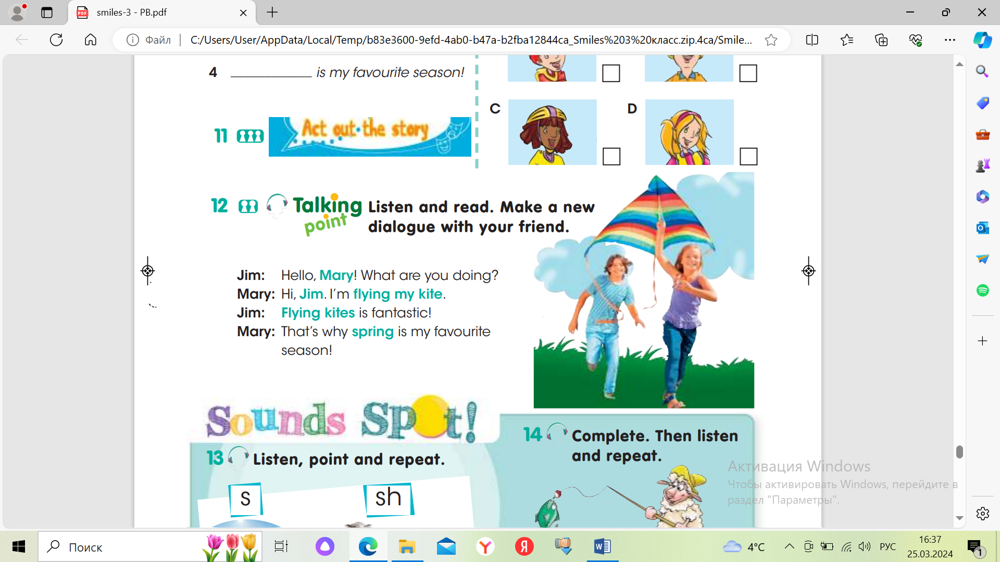 smiles-3 - PB.pdf
Файл
C:/Users/User/AppData/Local/Temp/b83e3600-9efd-4ab0-b47a-b2fba12844ca_Smiles%203%20класс.zip.4ca/Smile...
4 ____________ is my favourite season!
C
D
11 Act out the story
12 Talking point
Listen and read. Make a new
dialogue with your friend.
Jim: Hello, Mary! What are you doing?
Mary: Hi, Jim. I'm flying my kite.
Jim: Flying kites is fantastic!
Mary: That's why spring is my favourite
season!
Sounds Spot!
13 Listen, point and repeat.
s
sh
14 Complete. Then listen
and repeat.
Активация Windows
Чтобы активировать Windows, перейдите в
раздел "Параметры".
Поиск
4°C
РУС
16:37
25.03.2024
1